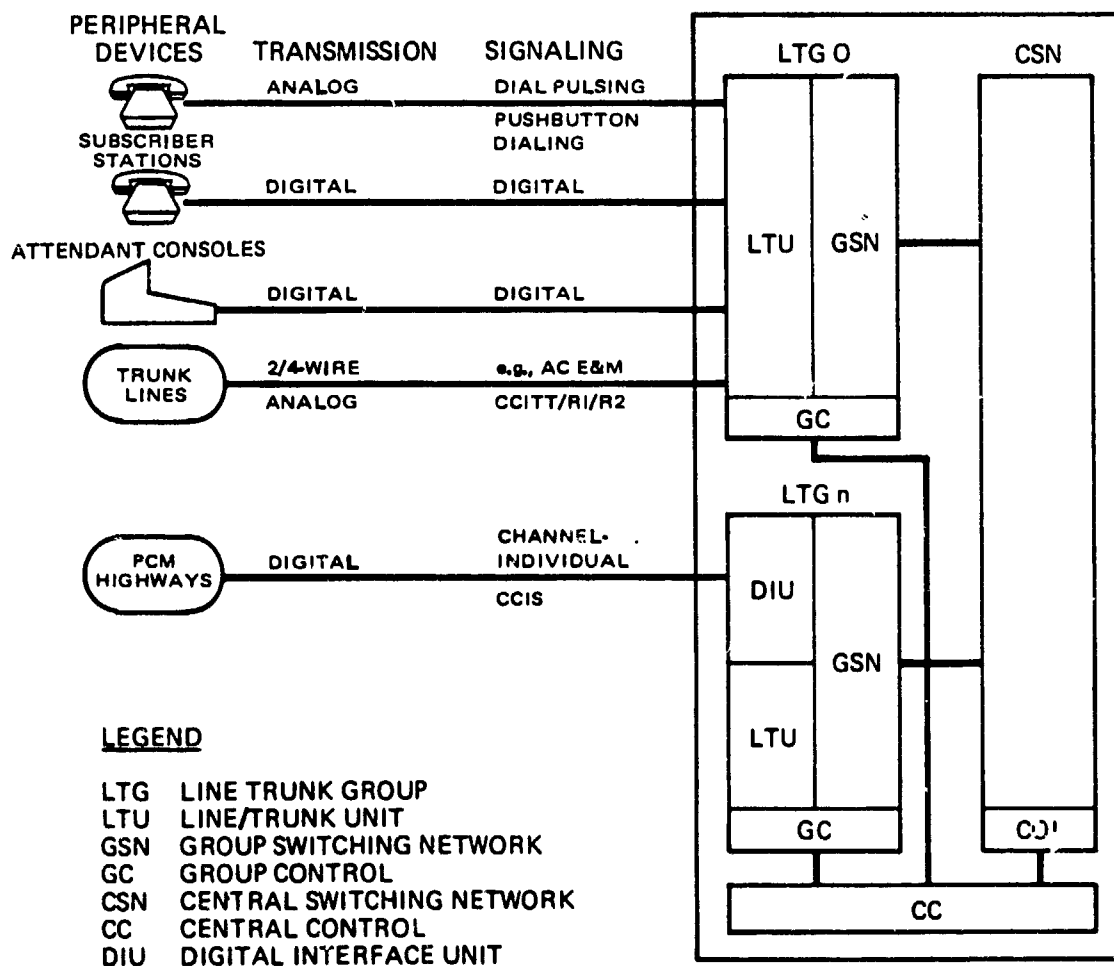 PERIPHERAL
DEVICES
TRANSMISSION
SIGNALING
LTG O
CSN
ANALOG
DIAL PULSING
PUSHBUTTON
DIALING
SUBSCRIBER
STATIONS
DIGITAL
DIGITAL
LTU
GSN
ATTENDANT CONSOLES
DIGITAL
DIGITAL
TRUNK
LINES
2/4-WIRE
ANALOG
e.g., AC E&M
CCITT/RI/R2
GC
LTG n
PCM
HIGHWAYS
DIGITAL
CHANNEL-
INDIVIDUAL
CCIS
DIU
GSN
LTU
GC
CC
LEGEND
LTG LINE TRUNK GROUP
LTU LINE/TRUNK UNIT
GSN GROUP SWITCHING NETWORK
GC GROUP CONTROL
CSN CENTRAL SWITCHING NETWORK
CC CENTRAL CONTROL
DIU DIGITAL INTERFACE UNIT